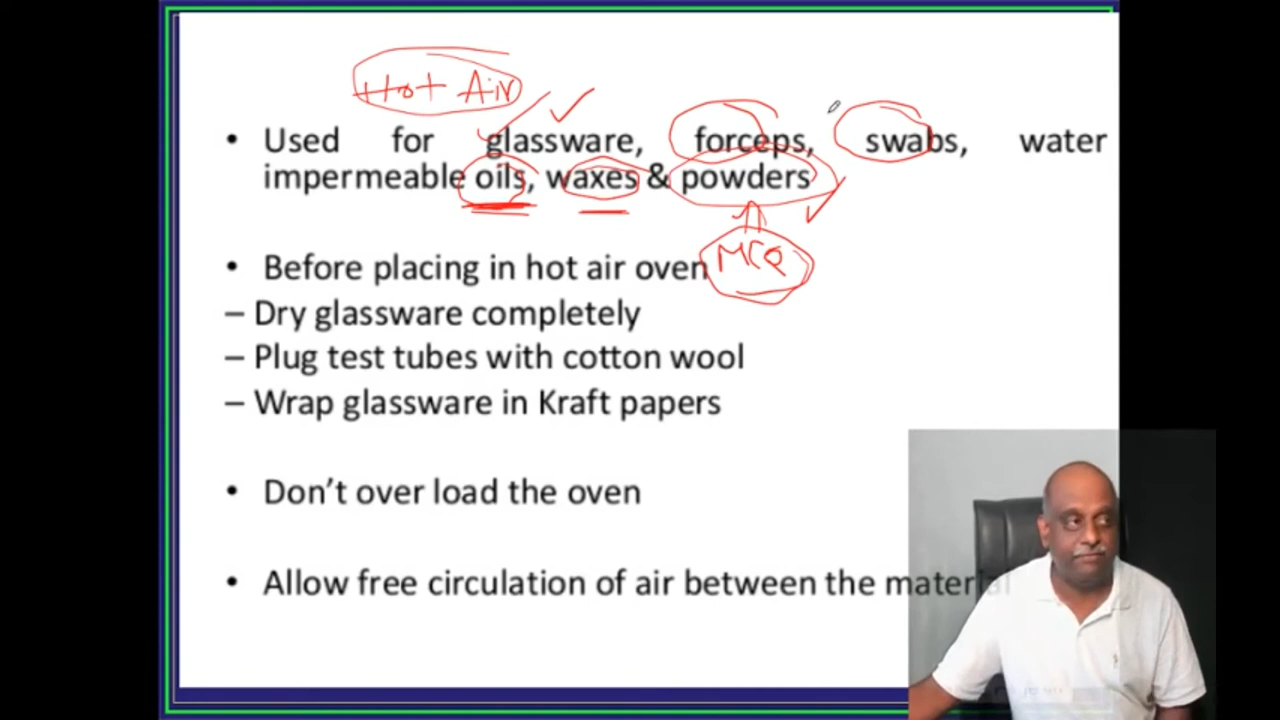 Hot Air
• Used for glassware, forceps, swabs, water
impermeable oils, waxes & powders
MCQ
• Before placing in hot air oven
– Dry glassware completely
– Plug test tubes with cotton wool
– Wrap glassware in Kraft papers
• Don't over load the oven
• Allow free circulation of air between the material